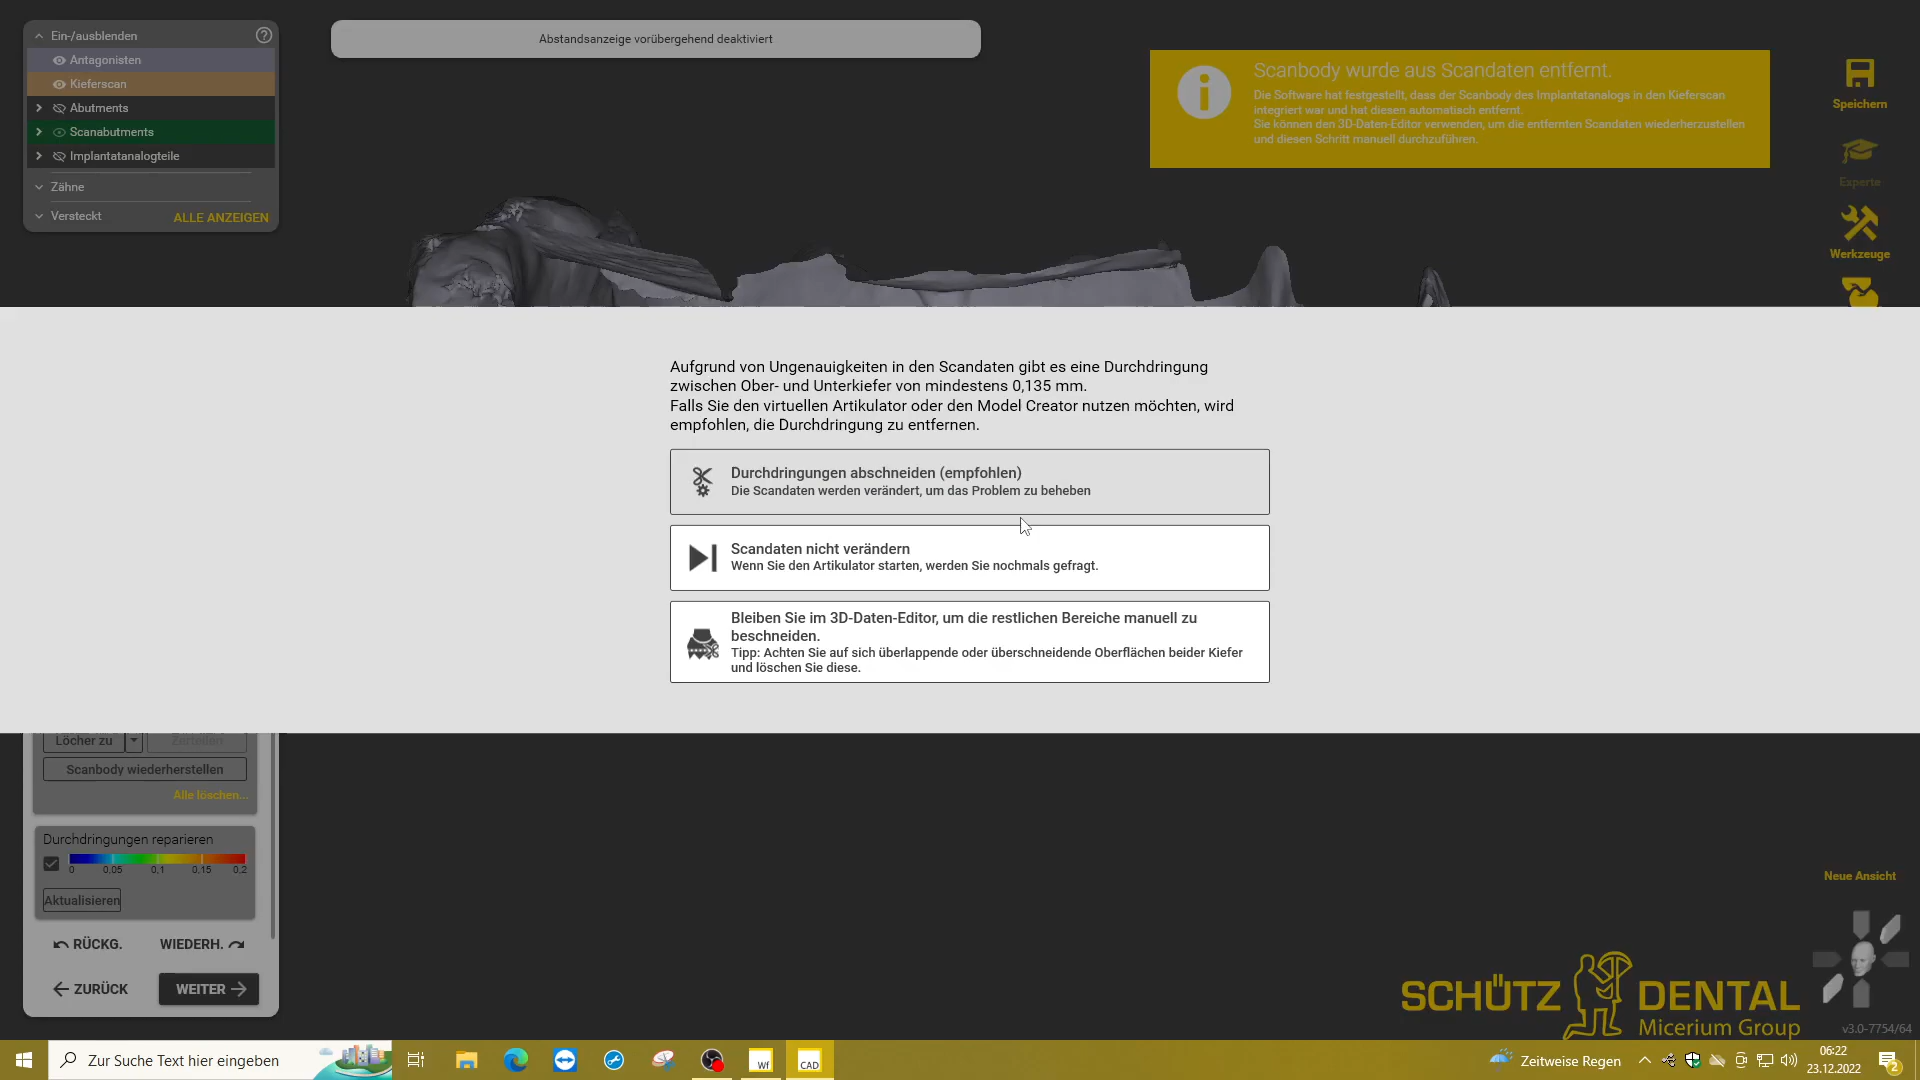 Ein-/ausblenden
Antagonisten
Kieferscan
Abutments
Scanabutments
Implantatanalogteile
Zähne
Versteckt
ALLE ANZEIGEN
Abstandsanzeige vorübergehend deaktiviert
Scanbody wurde aus Scandaten entfernt.
Die Software hat festgestellt, dass der Scanbody des Implantatanalogs in den Kieferscan
integriert war und hat diesen automatisch entfernt.
Sie können den 3D-Daten-Editor verwenden, um die entfernten Scandaten wiederherzustellen
und diesen Schritt manuell durchzuführen.
Speichern
Experte
Werkzeuge
Aufgrund von Ungenauigkeiten in den Scandaten gibt es eine Durchdringung
zwischen Ober- und Unterkiefer von mindestens 0,135 mm.
Falls Sie den virtuellen Artikulator oder den Model Creator nutzen möchten, wird
empfohlen, die Durchdringung zu entfernen.
Durchdringungen abschneiden (empfohlen)
Die Scandaten werden verändert, um das Problem zu beheben
Scandaten nicht verändern
Wenn Sie den Artikulator starten, werden Sie nochmals gefragt.
Bleiben Sie im 3D-Daten-Editor, um die restlichen Bereiche manuell zu
beschneiden.
Tipp: Achten Sie auf sich überlappende oder überschneidende Oberflächen beider Kiefer
und löschen Sie diese.
Löcher zu
Zerteilen
Scanbody wiederherstellen
Alle löschen...
Durchdringungen reparieren
0 0,05 0,1 0,15 0,2
Aktualisieren
RÜCKG. WIEDERH.
ZURÜCK WEITER
Neue Ansicht
SCHÜTZ DENTAL
Micerium Group
v3.0-7754/64
Zur Suche Text hier eingeben
Wf
CAD
Zeitweise Regen
06:22
23.12.2022
2